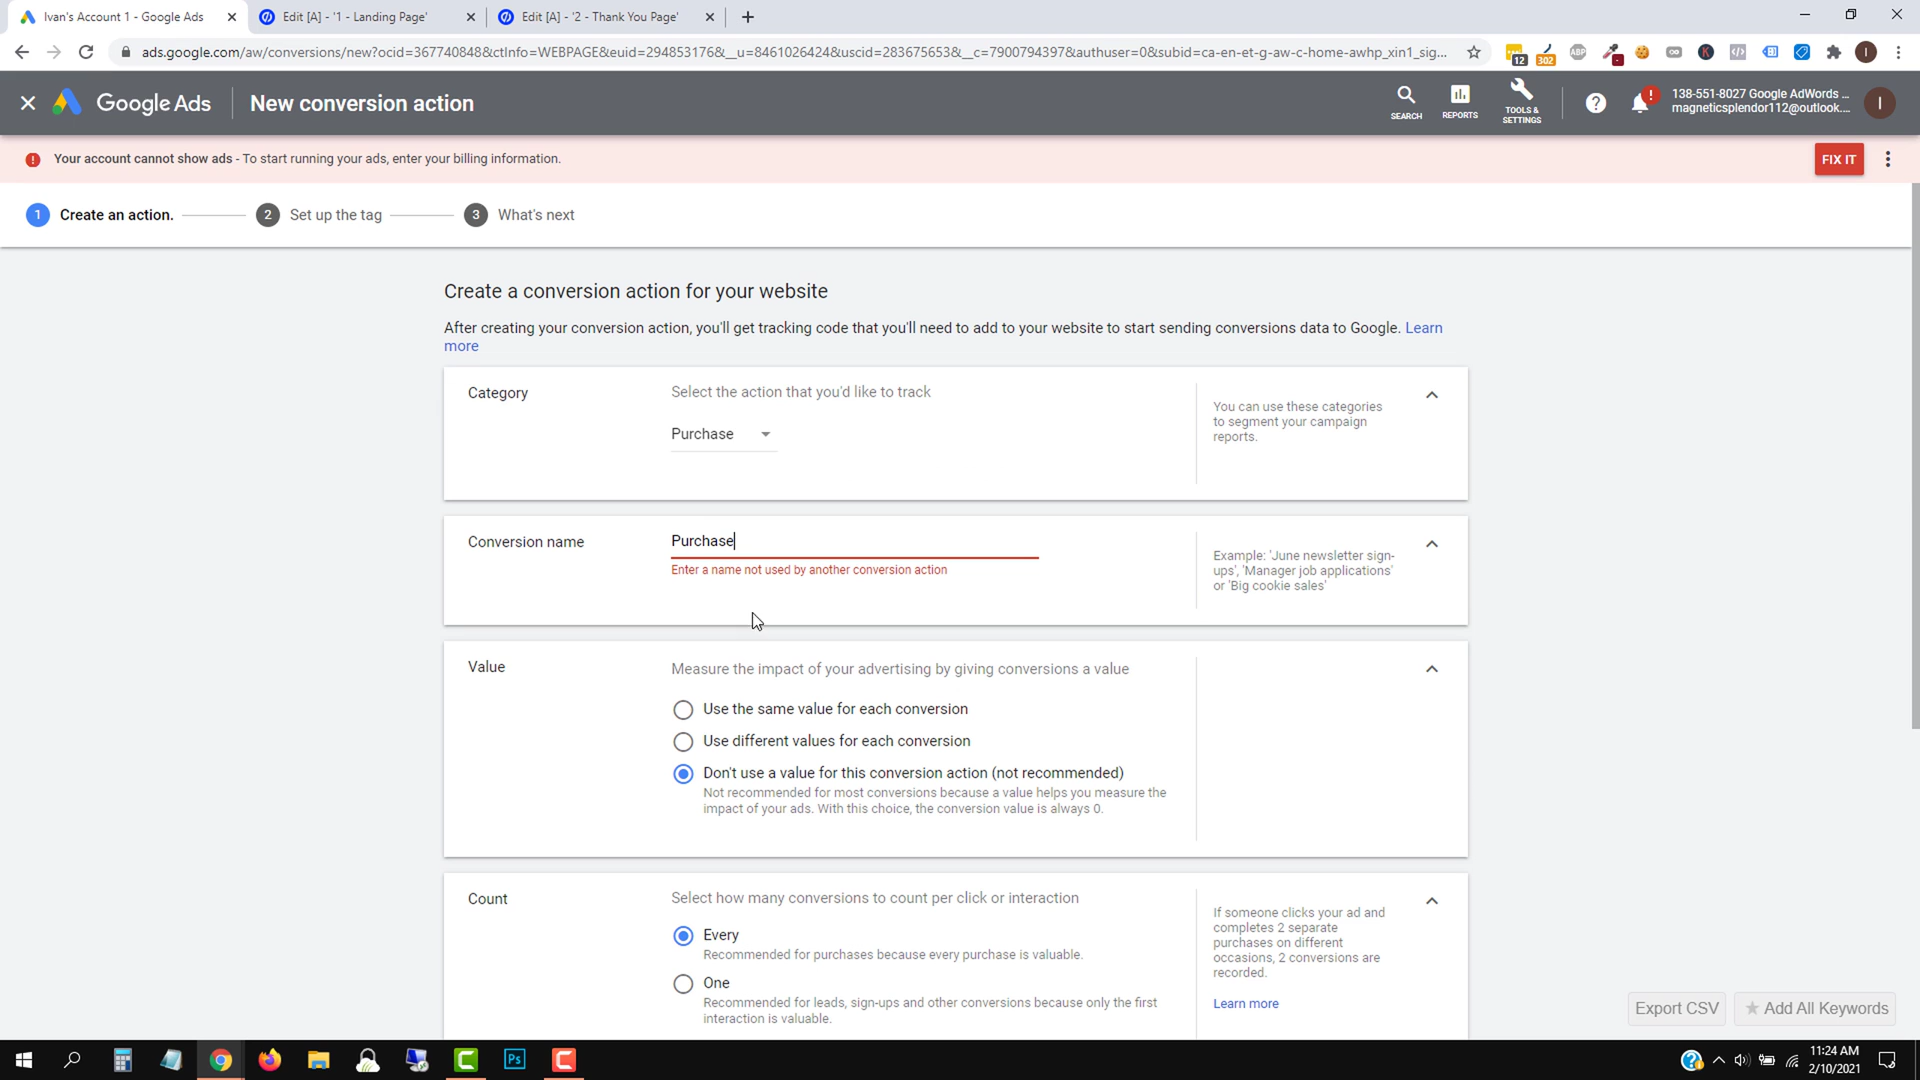 Ivan's Account 1 - Google Ads
Edit [A] - '1 - Landing Page'
Edit [A] - '2 - Thank You Page'
ads.google.com/aw/conversions/new?ocid=367740848&ctInfo=WEBPAGE&euid=294853176&__u=8461026424&uscid=283675653&__c=7900794397&authuser=0&subid=ca-en-et-g-aw-c-home-awhp_xin1_sig...
12
302
ABP
I
Google Ads
New conversion action
SEARCH
REPORTS
TOOLS &
SETTINGS
138-551-8027 Google AdWords ...
magneticsplendor112@outlook....
I
Your account cannot show ads - To start running your ads, enter your billing information.
FIX IT
1 Create an action.
2 Set up the tag
3 What's next
Create a conversion action for your website
After creating your conversion action, you'll get tracking code that you'll need to add to your website to start sending conversions data to Google. Learn
more
Category
Select the action that you'd like to track
Purchase
You can use these categories
to segment your campaign
reports.
Conversion name
Purchase
Enter a name not used by another conversion action
Example: 'June newsletter sign-
ups', 'Manager job applications'
or 'Big cookie sales'
Value
Measure the impact of your advertising by giving conversions a value
Use the same value for each conversion
Use different values for each conversion
Don't use a value for this conversion action (not recommended)
Not recommended for most conversions because a value helps you measure the
impact of your ads. With this choice, the conversion value is always 0.
Count
Select how many conversions to count per click or interaction
Every
Recommended for purchases because every purchase is valuable.
One
Recommended for leads, sign-ups and other conversions because only the first
interaction is valuable.
If someone clicks your ad and
completes 2 separate
purchases on different
occasions, 2 conversions are
recorded.
Learn more
Export CSV
Add All Keywords
Ps
11:24 AM
2/10/2021